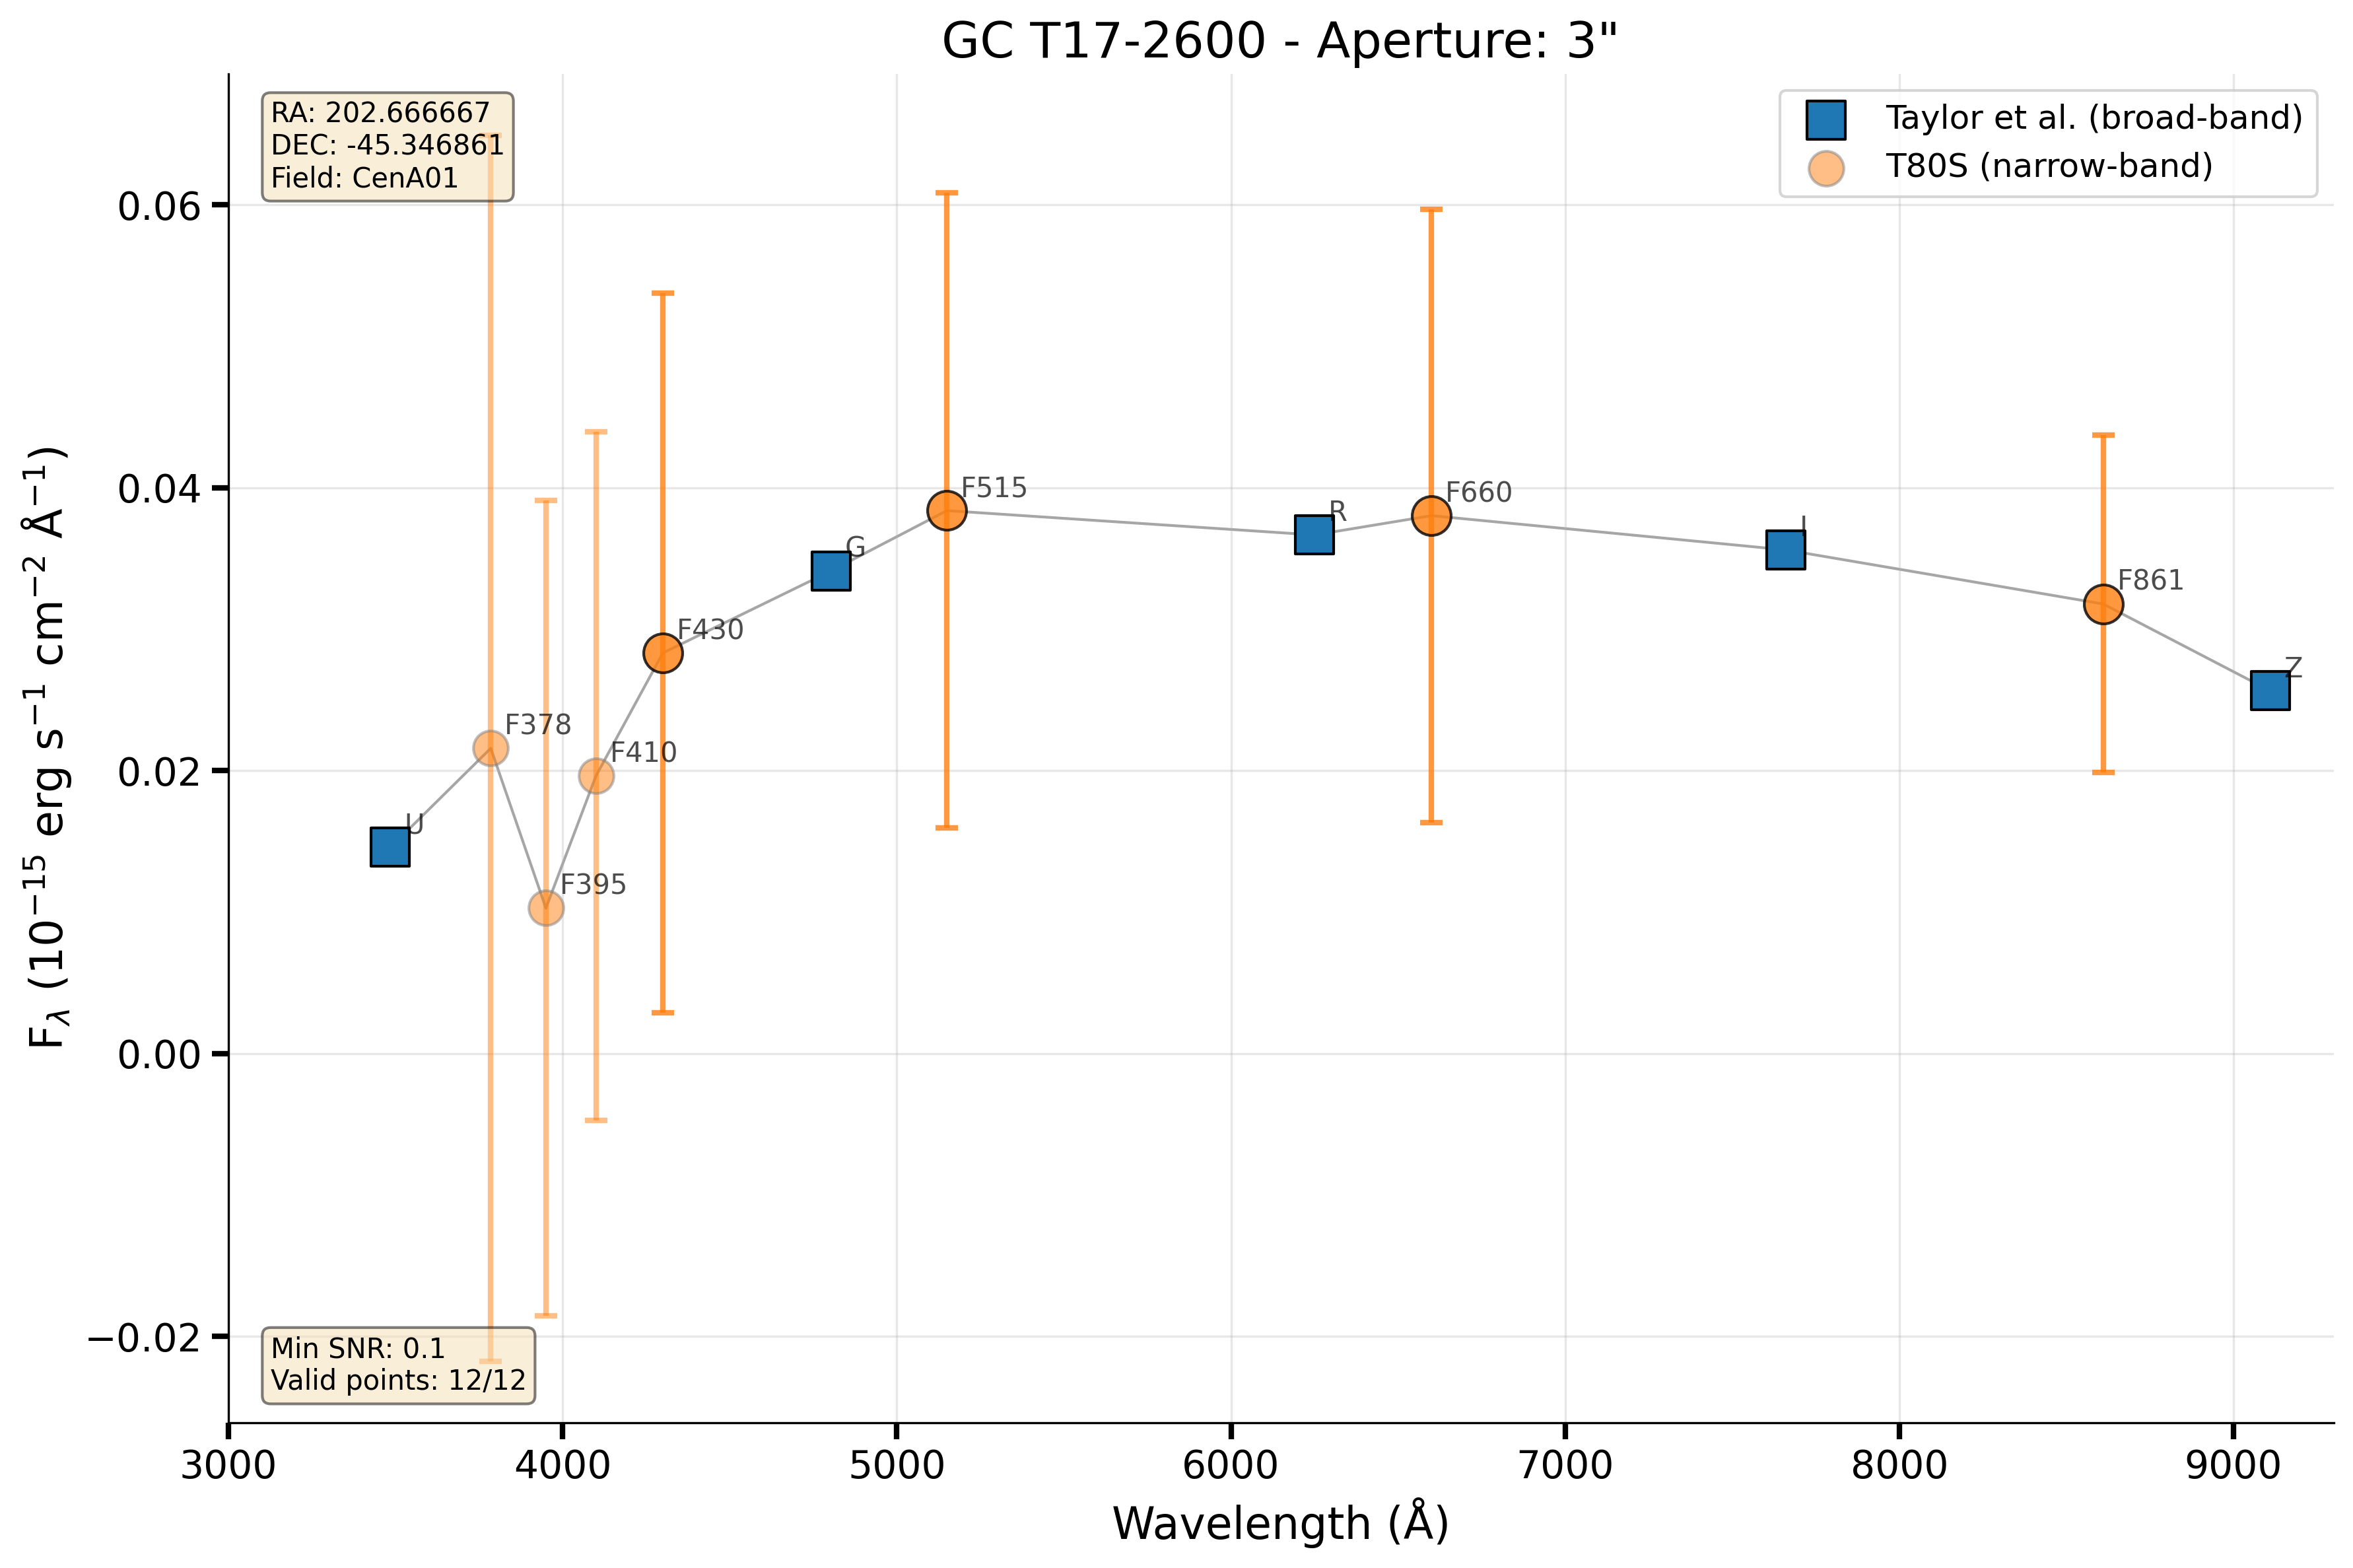 GC T17-2600 - Aperture: 3"
RA: 202.666667
DEC: -45.346861
Field: CenA01
Taylor et al. (broad-band)
T80S (narrow-band)
0.06
0.04
0.02
0.00
−0.02
F_λ (10⁻¹⁵ erg s⁻¹ cm⁻² Å⁻¹)
U
F378
F395
F410
F430
G
F515
R
F660
I
F861
Z
Min SNR: 0.1
Valid points: 12/12
3000
4000
5000
6000
7000
8000
9000
Wavelength (Å)